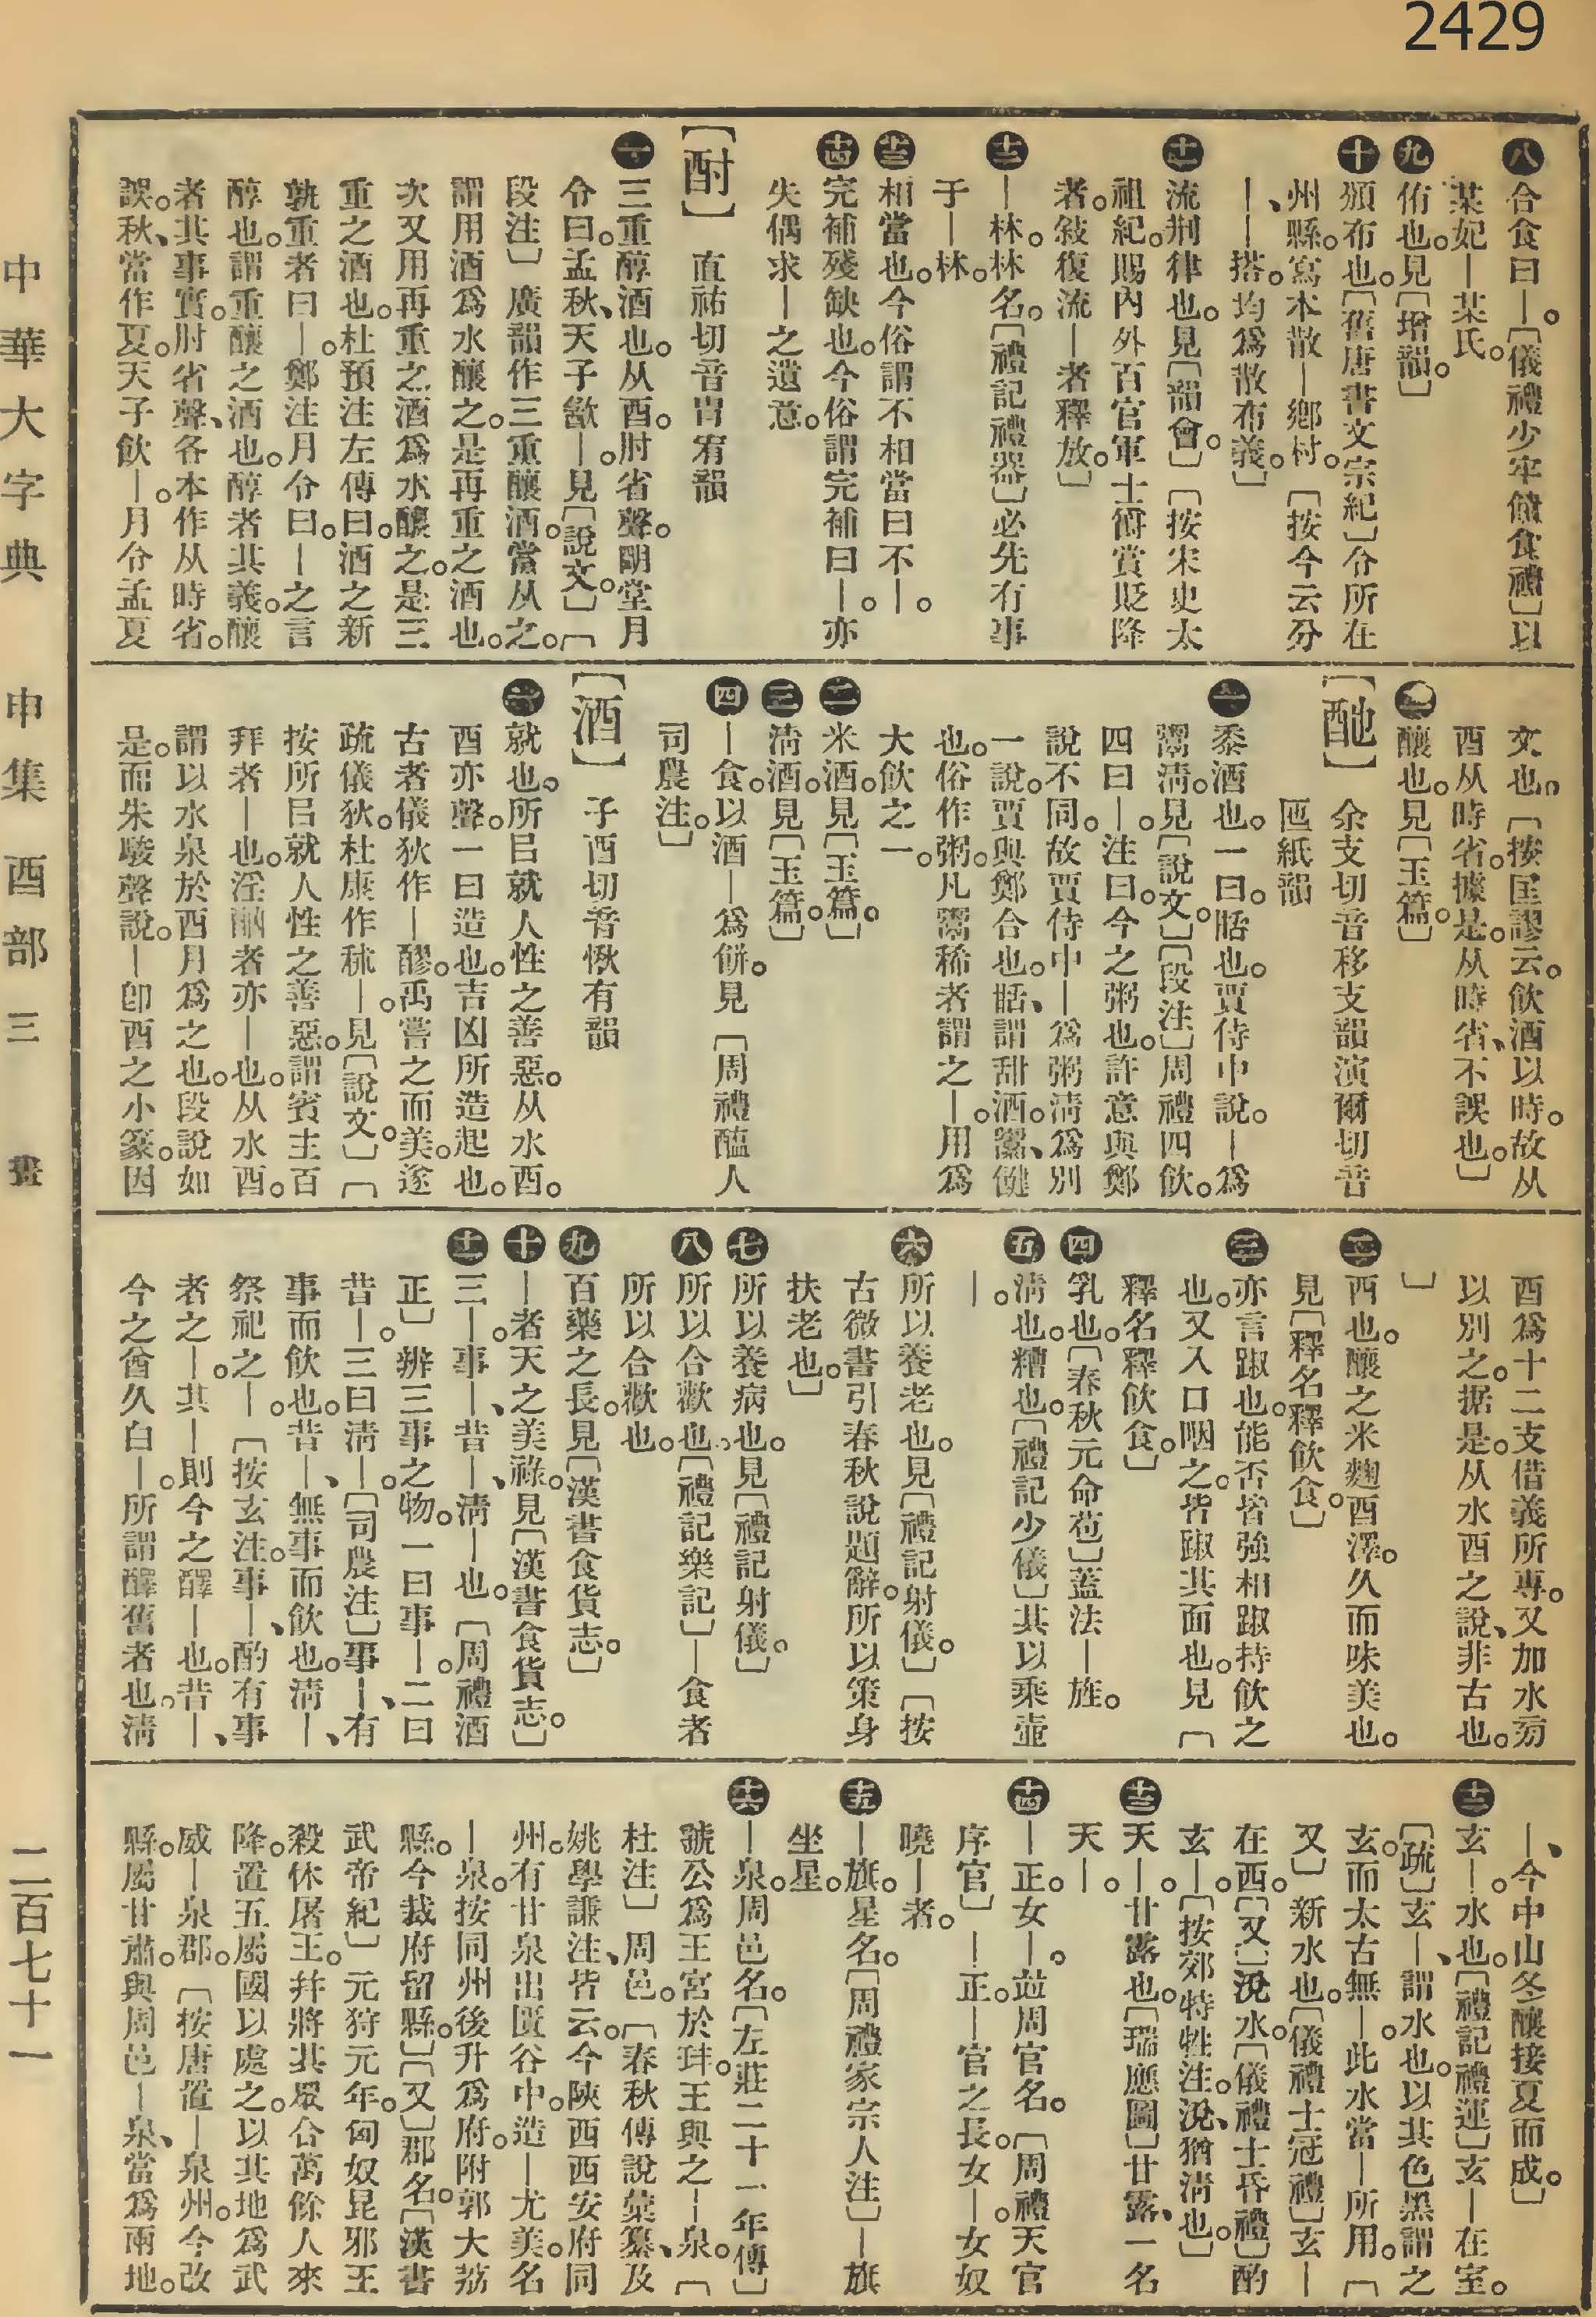 2429
八合食曰｜。〔儀禮少牢饋食禮〕以
某妃｜某氏。
九侑也。見〔增韻。〕
十頒布也。〔舊唐書文宗紀〕令所在
州縣。寫本散｜鄉村。〔按今云分
｜、｜搭。均爲散布義。〕
十一流刑律也。見〔韻會。〕〔按宋史太
祖紀。賜內外百官軍士爵賞貶降
者。敍復流｜者釋放。〕
十二｜林。林名。〔禮記禮器〕必先有事
于｜林。
十三相當也。今俗謂不相當曰不｜。
十四完補殘缺也。今俗謂完補曰｜。亦
失偶求｜之遺意。
〔酎〕直祐切音胄宥韻
一三重醇酒也。从酉。肘省聲。明堂月
令曰。孟秋、天子飮｜。見〔說文。〕〔
段注〕廣韻作三重釀酒。當从之。
謂用酒爲水釀之。是再重之酒也。
次又用再重之酒爲水釀之。是三
重之酒也。杜預注左傳曰。酒之新
孰重者曰｜。鄭注月令曰。｜之言
醇也。謂重釀之酒也。醇者其義。釀
者其事實。肘省聲、各本作从時省。
誤。秋、當作夏。天子飲｜。月令孟夏
文也。〔按匡謬云。飲酒以時。故从
酉从時省。據是。从時省、不誤也。〕
二釀也。見〔玉篇。〕
〔酏〕余支切音移支韻演爾切音
匜紙韻
一黍酒也。一曰。甛也。賈侍中說。｜爲
鬻淸。見〔說文。〕〔段注〕周禮四飲。
四曰｜。注曰。今之粥也。許意與鄭
說不同。故賈侍中｜爲粥淸爲別
一說。賈與鄭合也。甛、謂甜酒。鬻、鍵
也。俗作粥。凡鬻稀者謂之｜。用爲
大飲之一。
二米酒。見〔玉篇。〕
三淸酒。見〔玉篇。〕
四｜食。以酒｜爲餅。見〔周禮醢人
司農注。〕
〔酒〕子酉切音愀有韻
一就也。所㠯就人性之善惡。从水酉。
酉亦聲。一曰造也。吉凶所造起也。
古者儀狄作｜醪。禹嘗之而美。遂
疏儀狄。杜康作秫｜。見〔說文。〕〔
按所㠯就人性之善惡。謂賓主百
拜者｜也。淫酗者亦｜也。从水酉。
謂以水泉於酉月爲之也。段說如
是。而朱駿聲說。｜卽酉之小篆。因
酉爲十二支借義所專。又加水㫄
以別之。据是。从水酉之說、非古也。
〕
二酉也。釀之米麴酉澤。久而味美也。
見〔釋名釋飲食。〕
三亦言踧也。能否皆強相踧持飲之
也。又入口咽之。皆踧其面也。見〔
釋名釋飲食。〕
四乳也。〔春秋元命苞〕蓋法｜旌。
五淸也。糟也。〔禮記少儀〕其以乘壺
｜。
六所以養老也。見〔禮記射儀。〕〔按
古微書引春秋說題辭。所以策身
扶老也。〕
七所以養病也。見〔禮記射儀。〕
八所以合歡也。〔禮記樂記〕｜食者
所以合歡也。
九百藥之長。見〔漢書食貨志。〕
十｜者天之美祿。見〔漢書食貨志。〕
十一三｜。事｜、昔｜、淸｜也。〔周禮酒
正〕辨三事之物。一曰事｜。二曰
昔｜。三曰淸｜。〔司農注〕事｜、有
事而飲也。昔｜、無事而飲也。淸｜、
祭祀之｜。〔按玄注。事｜、酌有事
者之｜。其｜則今之醳｜也。昔｜、
今之酋久白｜。所謂醳舊者也。淸
｜、今中山冬釀接夏而成。〕
十二玄｜。水也。〔禮記禮運〕玄｜在室。
〔疏〕玄｜、謂水也。以其色黑謂之
玄。而太古無｜。此水當｜所用。〔
又〕新水也。〔儀禮士冠禮〕玄｜
在西。〔又〕涗水。〔儀禮士昏禮〕酌
玄｜。〔按郊特牲注。涗、猶淸也。〕
十三天｜。甘露也。〔瑞應圖〕甘露、一名
天｜。
十四｜正。女｜。竝周官名。〔周禮天官
序官〕｜正。｜官之長。女｜。女奴
曉｜者。
十五｜旗。星名。〔周禮家宗人注〕｜旗
坐星。
十六｜泉。周邑名。〔左莊二十一年傳〕
虢公爲王宮於玤。王與之｜泉。〔
杜注〕周邑。〔春秋傳說彙纂、及
姚學謙注、皆云。今陝西西安府同
州。有甘泉出匱谷中。造｜尤美。名
｜泉。按同州後升爲府。附郭大荔
縣。今裁府留縣。〕〔又〕郡名。〔漢書
武帝紀〕元狩元年。匈奴昆邪王
殺休屠王。幷將其眾合萬餘人來
降。置五屬國以處之。以其地爲武
威｜泉郡。〔按唐置｜泉州。今改
縣。屬甘肅。與周邑｜泉、當爲兩地。
中華大字典 申集 酉部 三畫 二百七十一